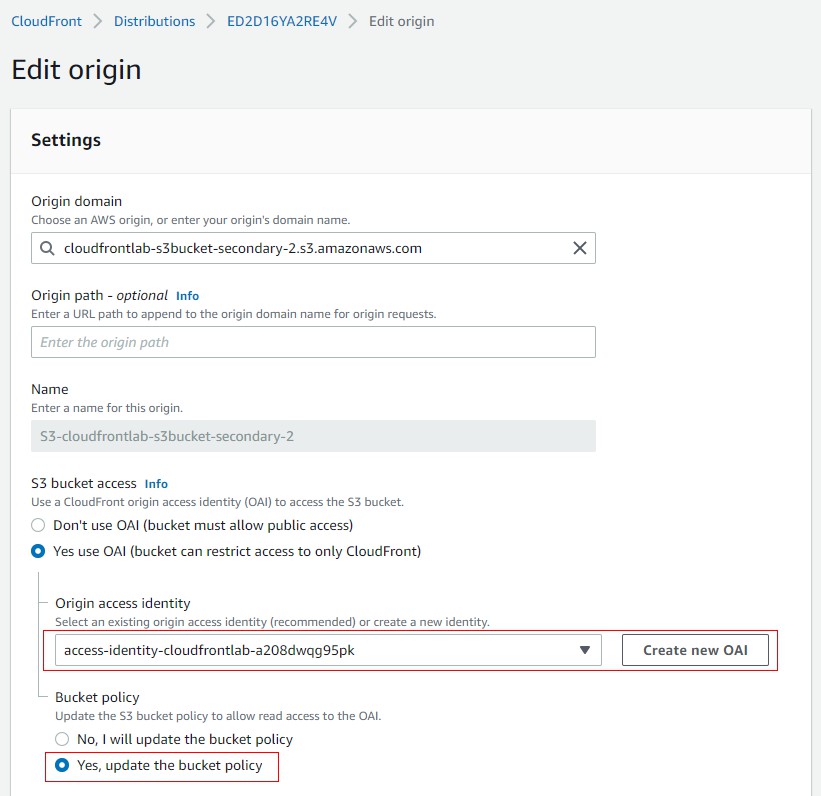 CloudFront > Distributions > ED2D16YA2RE4V > Edit origin
Edit origin
Settings
Origin domain
Choose an AWS origin, or enter your origin's domain name.
cloudfrontlab-s3bucket-secondary-2.s3.amazonaws.com
Origin path - optional Info
Enter a URL path to append to the origin domain name for origin requests.
Enter the origin path
Name
Enter a name for this origin.
S3-cloudfrontlab-s3bucket-secondary-2
S3 bucket access Info
Use a CloudFront origin access identity (OAI) to access the S3 bucket.
Don't use OAI (bucket must allow public access)
Yes use OAI (bucket can restrict access to only CloudFront)
Origin access identity
Select an existing origin access identity (recommended) or create a new identity.
access-identity-cloudfrontlab-a208dwqg95pk
Create new OAI
Bucket policy
Update the S3 bucket policy to allow read access to the OAI.
No, I will update the bucket policy
Yes, update the bucket policy